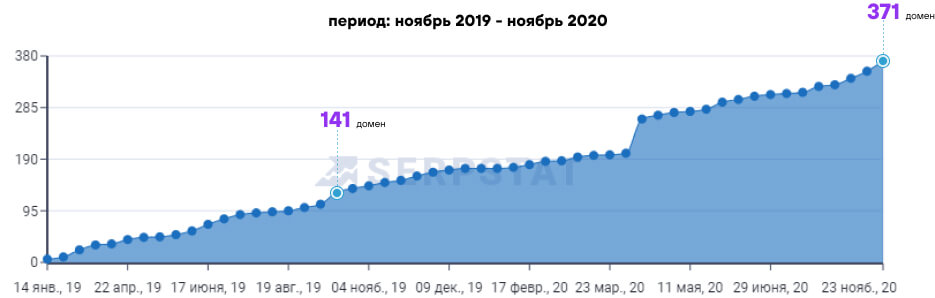 период: ноябрь 2019 - ноябрь 2020
371 домен
380
285
190
95
0
141 домен
SERPSTAT
14 янв., 19
22 апр., 19
17 июня, 19
19 авг., 19
04 нояб., 19
09 дек., 19
17 февр., 20
23 мар., 20
11 мая, 20
29 июня, 20
23 нояб., 20